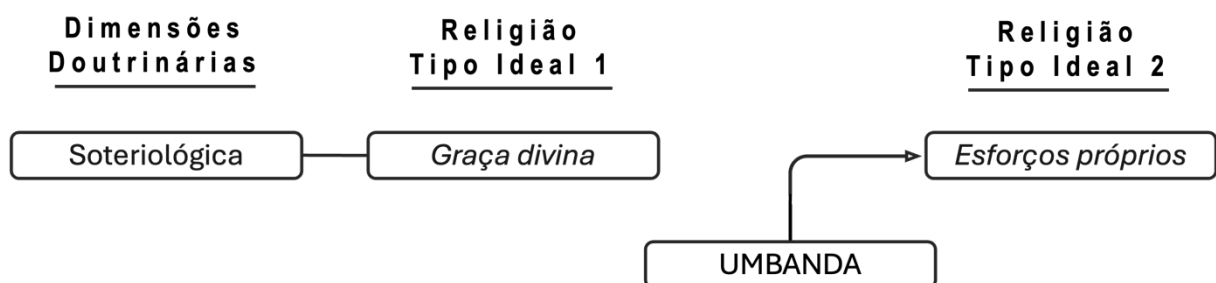 Dimensões
Doutrinárias
Religião
Tipo Ideal 1
Religião
Tipo Ideal 2
Soteriológica
Graça divina
Esforços próprios
UMBANDA